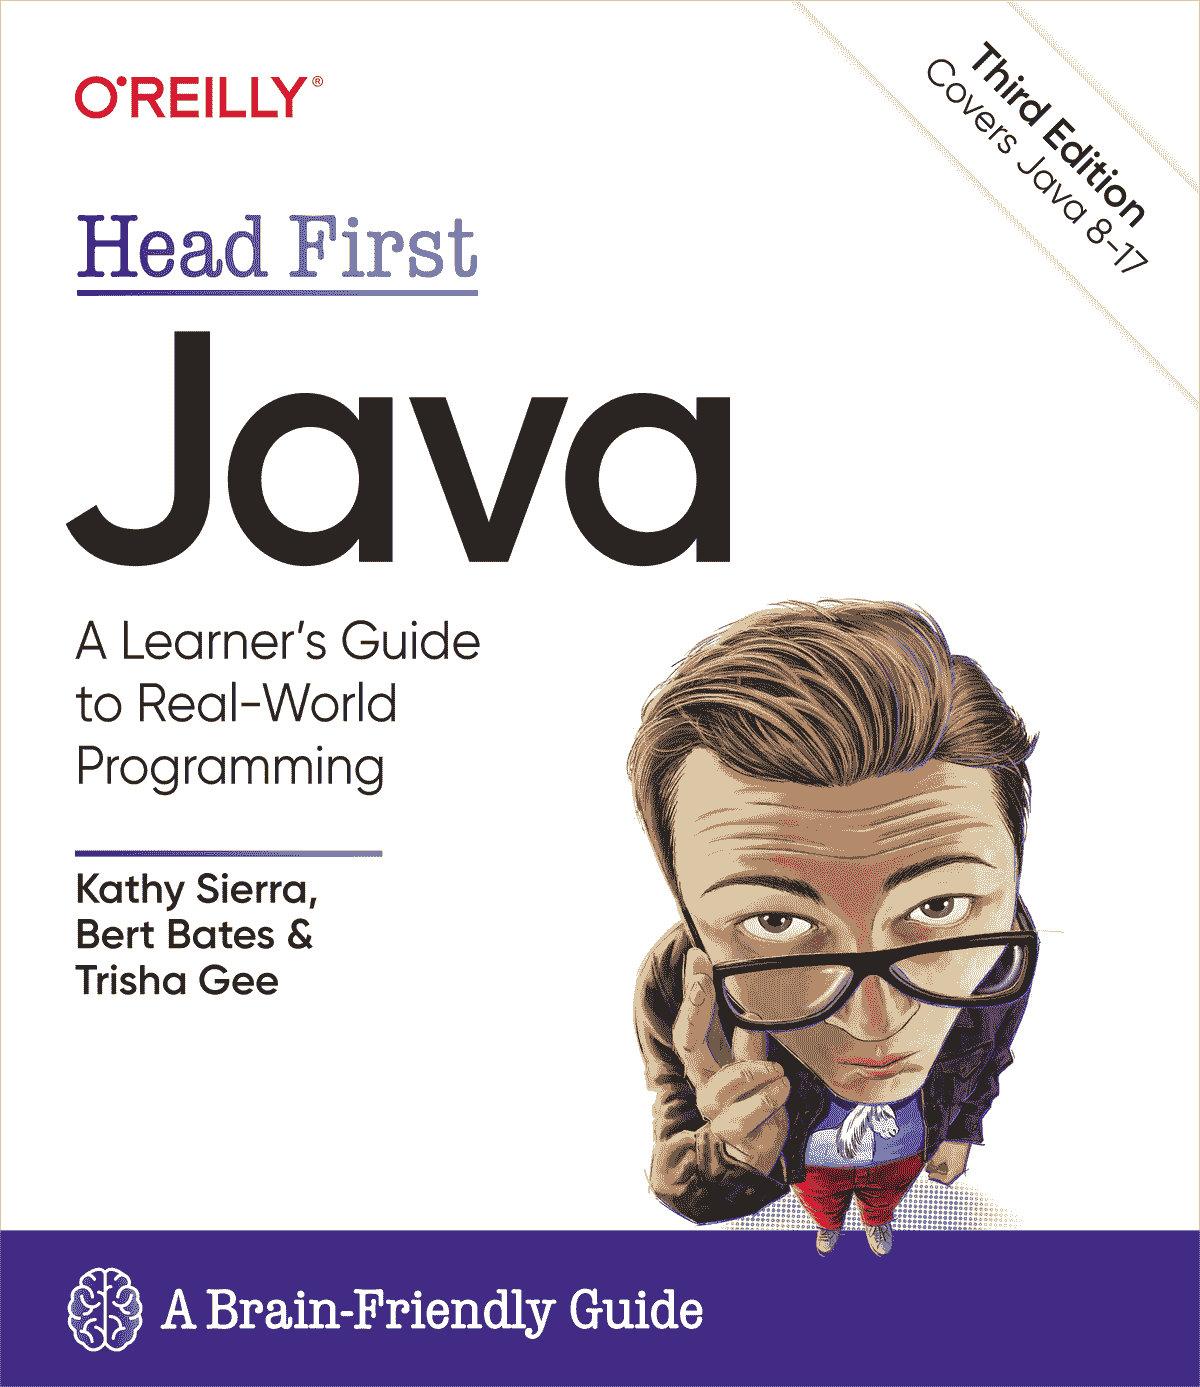 O'REILLY®
Third Edition
Covers Java 8-17
Head First
Java
A Learner's Guide
to Real-World
Programming
Kathy Sierra,
Bert Bates &
Trisha Gee
A Brain-Friendly Guide